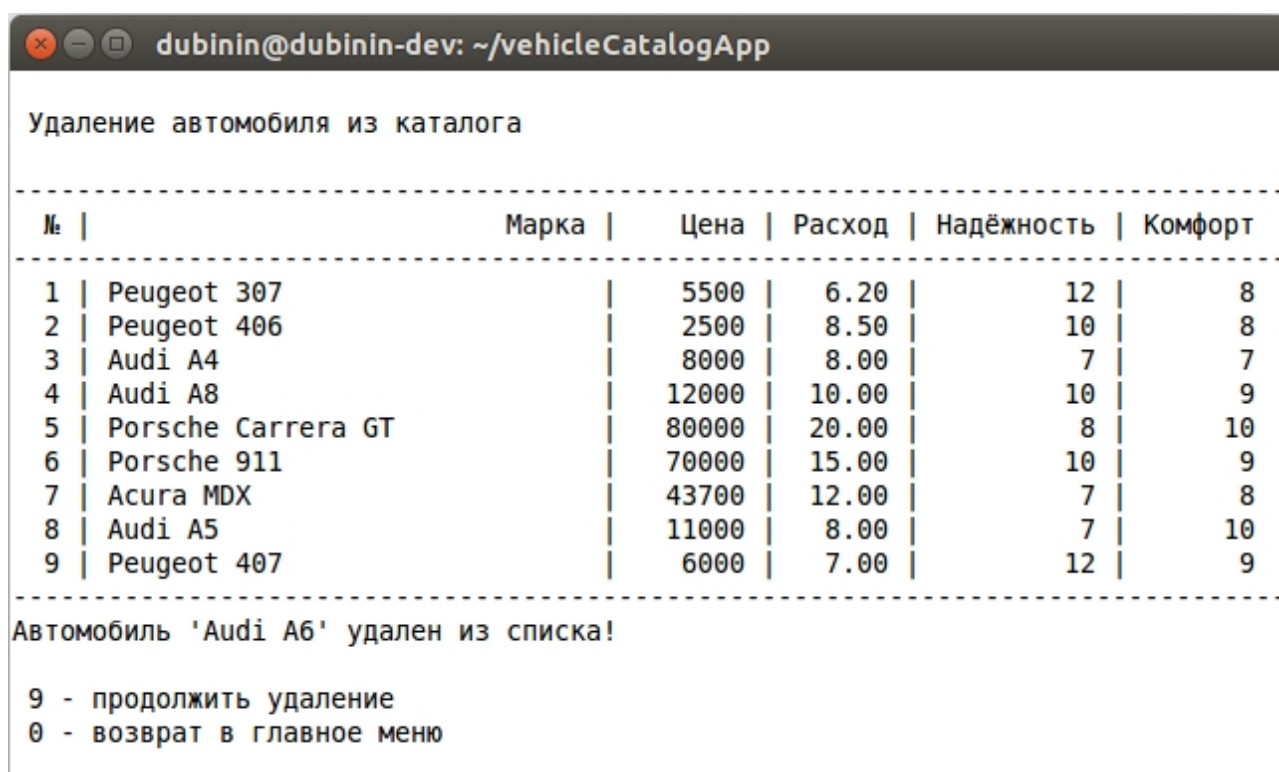 dubinin@dubinin-dev: ~/vehicleCatalogApp
Удаление автомобиля из каталога
--------------------------------------------------------------------------------
№ | Марка | Цена | Расход | Надёжность | Комфорт
--------------------------------------------------------------------------------
1 | Peugeot 307 | 5500 | 6.20 | 12 | 8
2 | Peugeot 406 | 2500 | 8.50 | 10 | 8
3 | Audi A4 | 8000 | 8.00 | 7 | 7
4 | Audi A8 | 12000 | 10.00 | 10 | 9
5 | Porsche Carrera GT | 80000 | 20.00 | 8 | 10
6 | Porsche 911 | 70000 | 15.00 | 10 | 9
7 | Acura MDX | 43700 | 12.00 | 7 | 8
8 | Audi A5 | 11000 | 8.00 | 7 | 10
9 | Peugeot 407 | 6000 | 7.00 | 12 | 9
--------------------------------------------------------------------------------
Автомобиль 'Audi A6' удален из списка!
9 - продолжить удаление
0 - возврат в главное меню